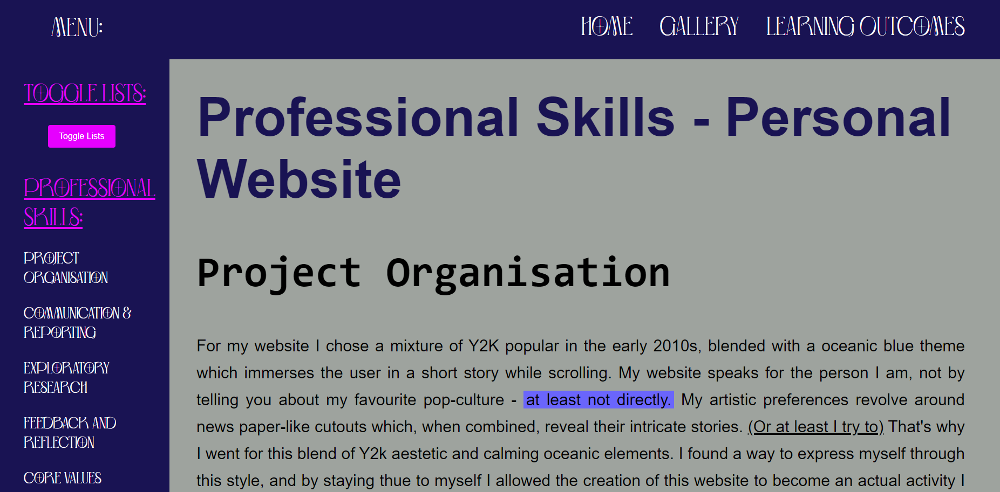 MENU:
HOME
GALLERY
LEARNING OUTCOMES
TOGGLE LISTS:
Toggle Lists
PROFESSIONAL
SKILLS:
PROJECT
ORGANISATION
COMMUNICATION &
REPORTING
EXPLORATORY
RESEARCH
FEEDBACK AND
REFLECTION
CORE VALUES
Professional Skills - Personal
Website
Project Organisation
For my website I chose a mixture of Y2K popular in the early 2010s, blended with a oceanic blue theme
which immerses the user in a short story while scrolling. My website speaks for the person I am, not by
telling you about my favourite pop-culture - at least not directly. My artistic preferences revolve around
news paper-like cutouts which, when combined, reveal their intricate stories. (Or at least I try to) That's why
I went for this blend of Y2k aestetic and calming oceanic elements. I found a way to express myself through
this style, and by staying thue to myself I allowed the creation of this website to become an actual activity I